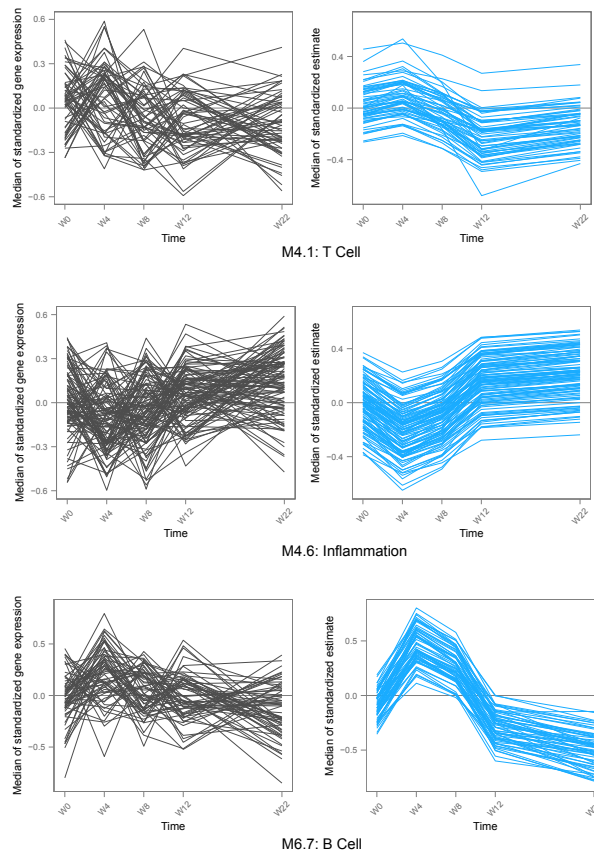 Median of standardized gene expression
0.6
0.3
0.0
−0.3
−0.6
W0
W4
W8
W12
W22
Time
Median of standardized estimate
0.4
0.0
−0.4
W0
W4
W8
W12
W22
Time
M4.1: T Cell
Median of standardized gene expression
0.6
0.3
0.0
−0.3
−0.6
W0
W4
W8
W12
W22
Time
Median of standardized estimate
0.4
0.0
−0.4
W0
W4
W8
W12
W22
Time
M4.6: Inflammation
Median of standardized gene expression
0.5
0.0
−0.5
W0
W4
W8
W12
W22
Time
Median of standardized estimate
0.5
0.0
−0.5
W0
W4
W8
W12
Time
M6.7: B Cell